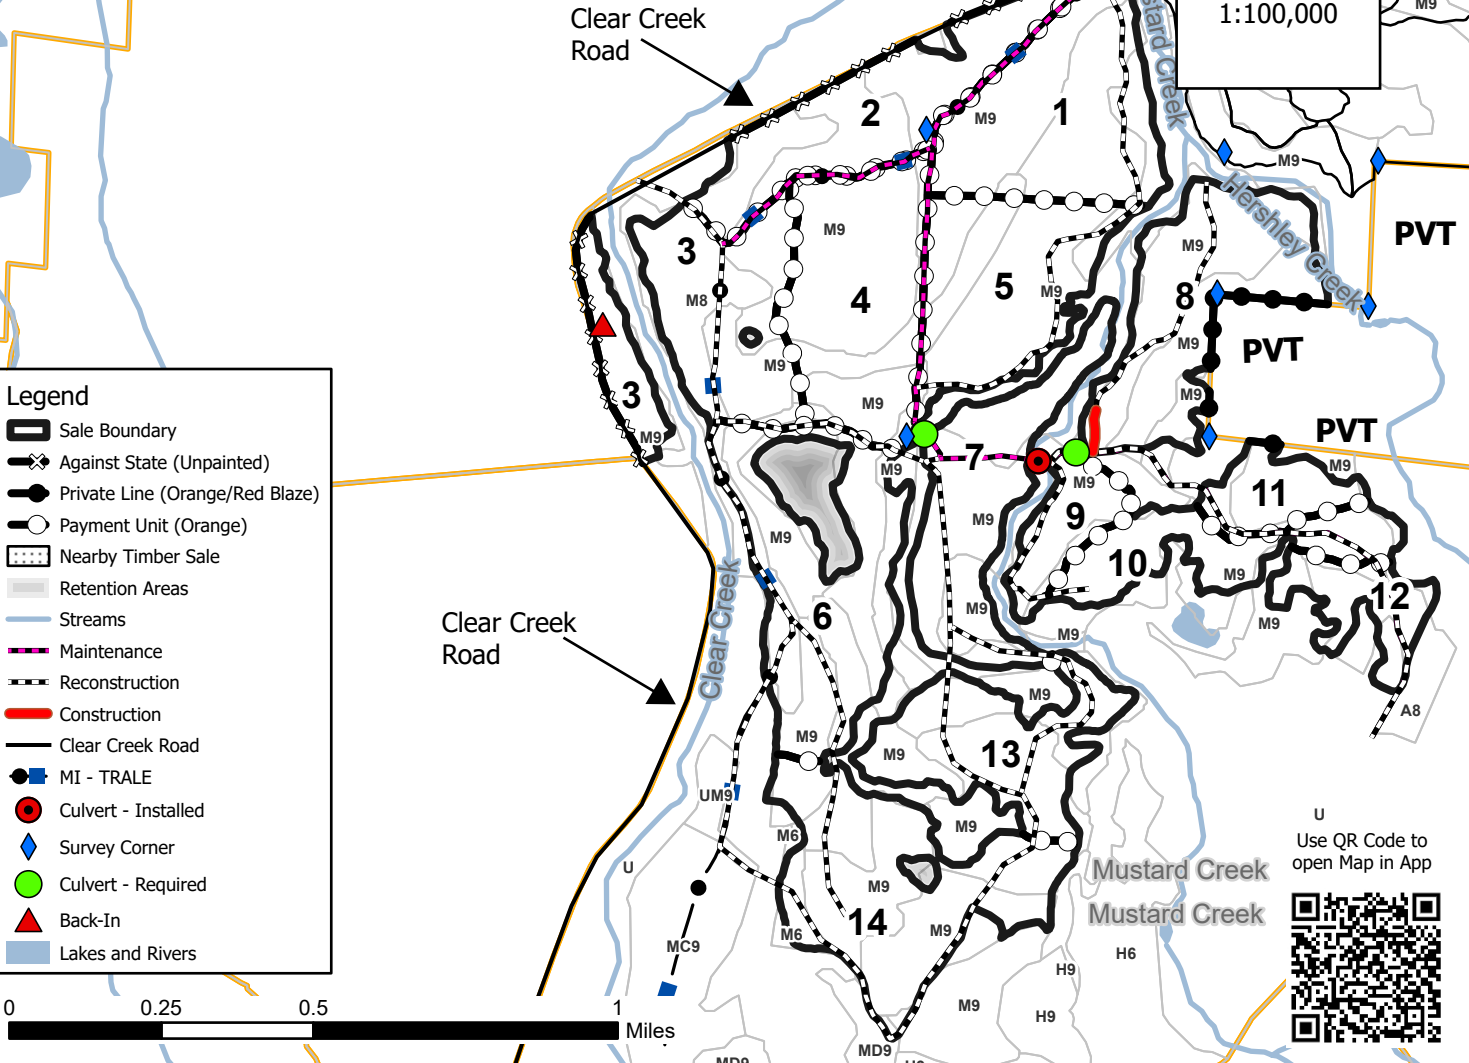 Clear Creek
Road
1:100,000
M9
stard Creek
2
1
M9
M9
Hershley Creek
PVT
M9
3
M9
M8
4
5
M9
8
M9
PVT
M9
M9
M9
3
M9
M9
PVT
7
M9
M9
M9
11
9
M9
M9
10
M9
12
M9
M9
M9
Clear Creek
Road
Clear Creek
6
M9
A8
M9
M9
13
UM9
M6
M9
U
U
Use QR Code to
open Map in App
Mustard Creek
Mustard Creek
M9
14
M9
M6
MC9
H6
H9
M9
H9
MD9
MD9
Legend
Sale Boundary
Against State (Unpainted)
Private Line (Orange/Red Blaze)
Payment Unit (Orange)
Nearby Timber Sale
Retention Areas
Streams
Maintenance
Reconstruction
Construction
Clear Creek Road
MI - TRALE
Culvert - Installed
Survey Corner
Culvert - Required
Back-In
Lakes and Rivers
0 0.25 0.5 1
Miles